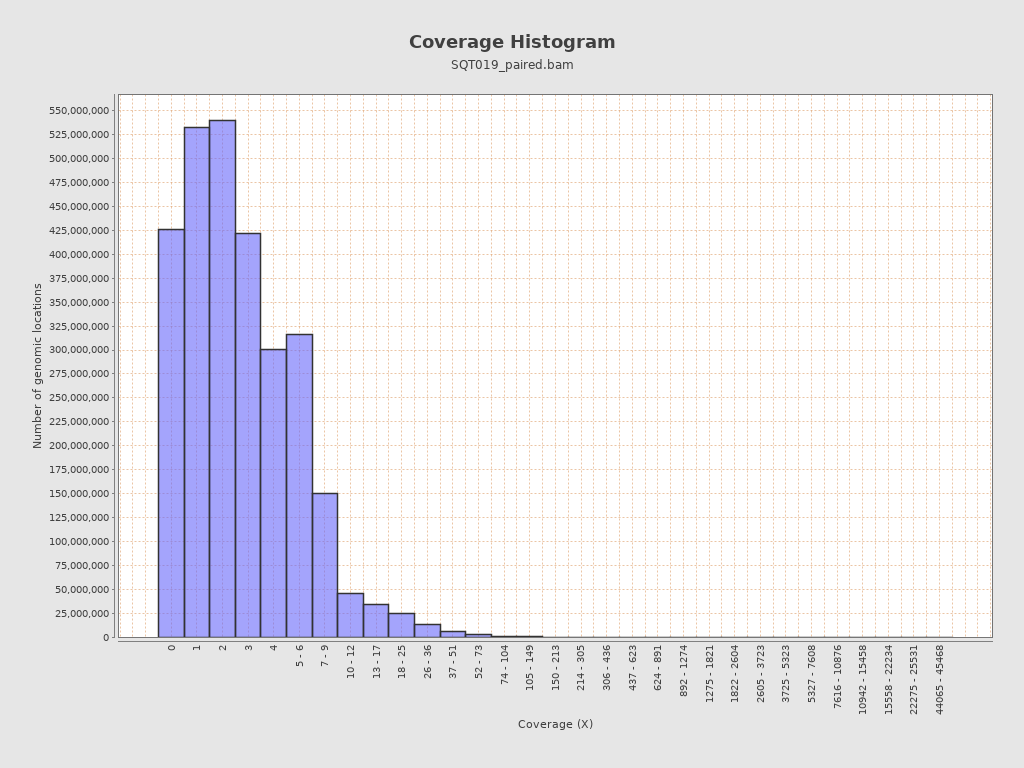 Coverage Histogram
SQT019_paired.bam
Number of genomic locations
550,000,000
525,000,000
500,000,000
475,000,000
450,000,000
425,000,000
400,000,000
375,000,000
350,000,000
325,000,000
300,000,000
275,000,000
250,000,000
225,000,000
200,000,000
175,000,000
150,000,000
125,000,000
100,000,000
75,000,000
50,000,000
25,000,000
0
0
1
2
3
4
5 - 6
7 - 9
10 - 12
13 - 17
18 - 25
26 - 36
37 - 51
52 - 73
74 - 104
105 - 149
150 - 213
214 - 305
306 - 436
437 - 623
624 - 891
892 - 1274
1275 - 1821
1822 - 2604
2605 - 3723
3725 - 5323
5327 - 7608
7616 - 10876
10942 - 15458
15558 - 22234
22275 - 25531
44065 - 45468
Coverage (X)